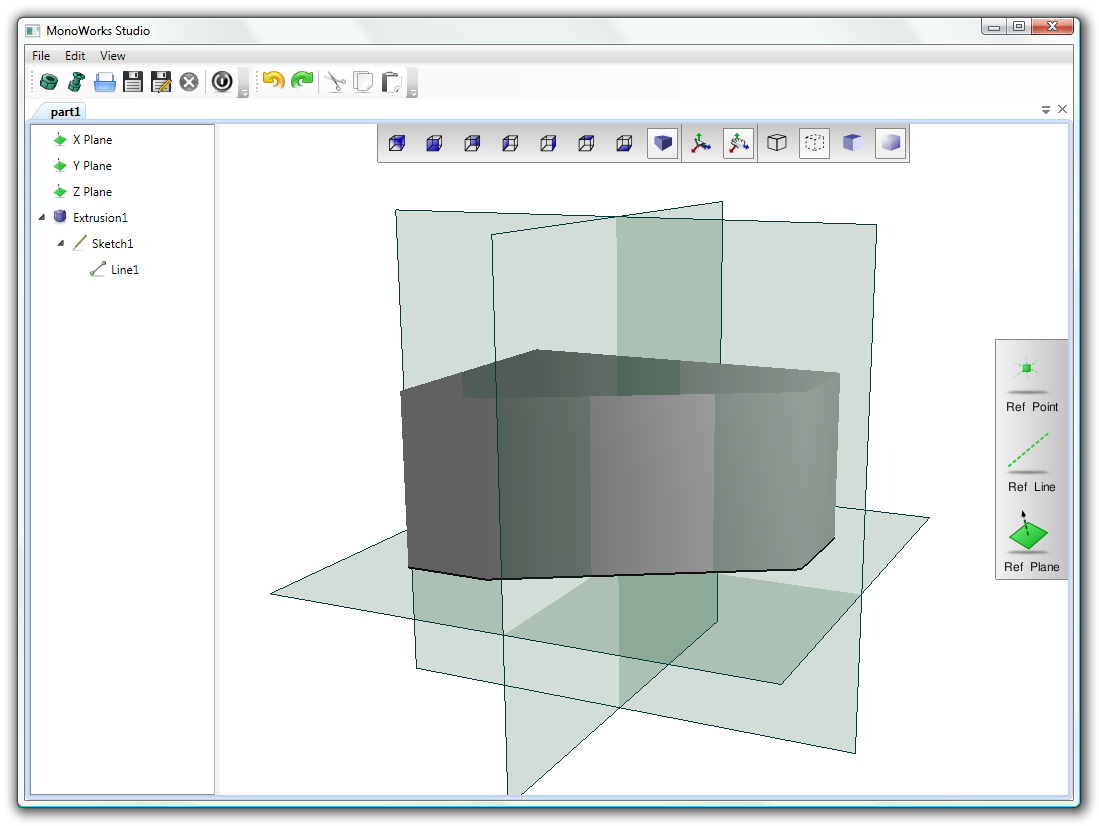 MonoWorks Studio
File Edit View
part1
X Plane
Y Plane
Z Plane
Extrusion1
Sketch1
Line1
Ref Point
Ref Line
Ref Plane